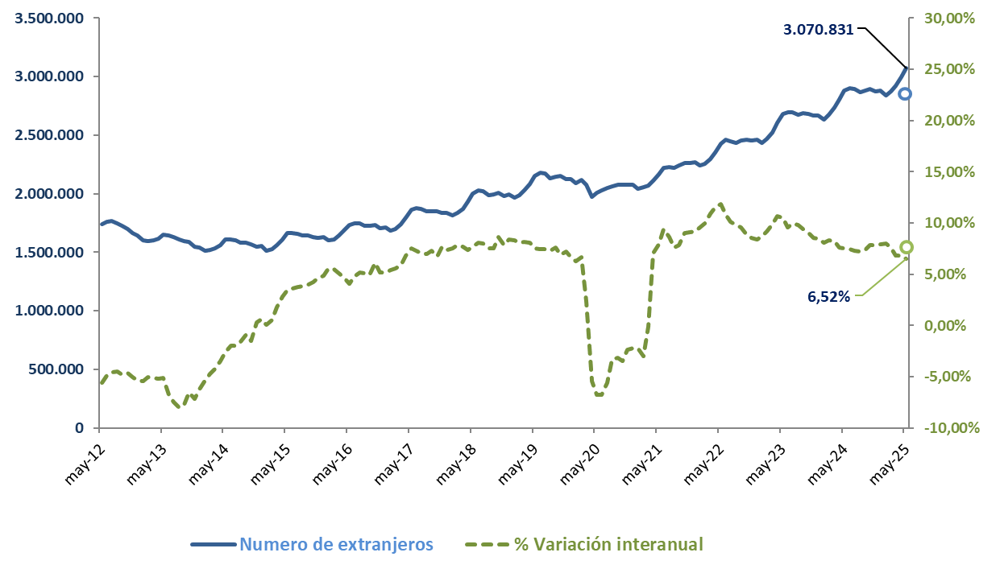 3.500.000
3.000.000
2.500.000
2.000.000
1.500.000
1.000.000
500.000
0
30,00%
25,00%
20,00%
15,00%
10,00%
5,00%
0,00%
-5,00%
-10,00%
3.070.831
6,52%
may-12
may-13
may-14
may-15
may-16
may-17
may-18
may-19
may-20
may-21
may-22
may-23
may-24
may-25
Numero de extranjeros
% Variación interanual